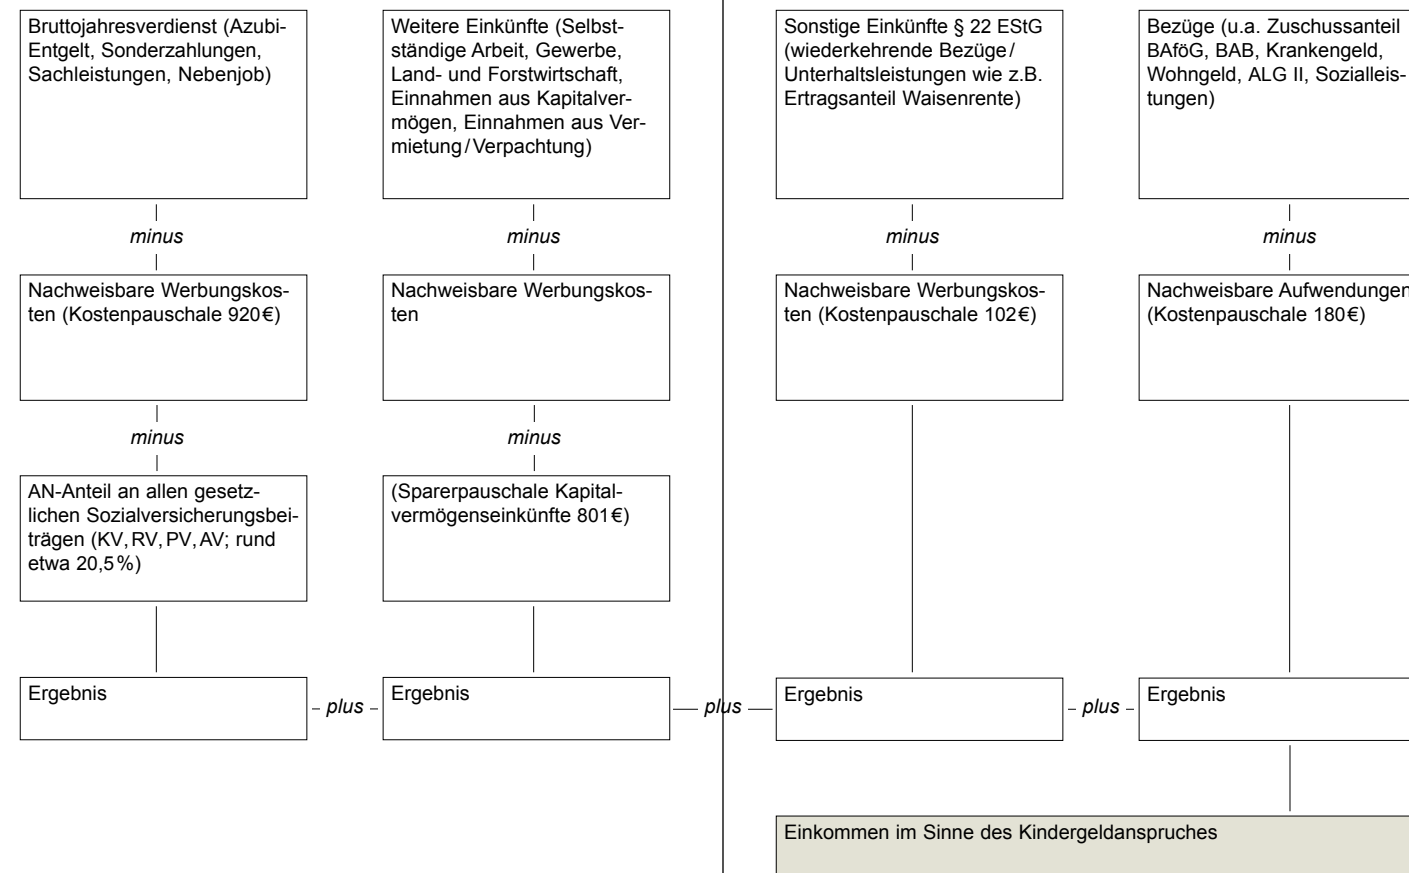 Bruttojahresverdienst (Azubi-
Entgelt, Sonderzahlungen,
Sachleistungen, Nebenjob)
Weitere Einkünfte (Selbst-
ständige Arbeit, Gewerbe,
Land- und Forstwirtschaft,
Einnahmen aus Kapitalver-
mögen, Einnahmen aus Ver-
mietung/Verpachtung)
Sonstige Einkünfte § 22 EStG
(wiederkehrende Bezüge/
Unterhaltsleistungen wie z.B.
Ertragsanteil Waisenrente)
Bezüge (u.a. Zuschussanteil
BAföG, BAB, Krankengeld,
Wohngeld, ALG II, Sozialleis-
tungen)
minus
minus
minus
minus
Nachweisbare Werbungskos-
ten (Kostenpauschale 920€)
Nachweisbare Werbungskos-
ten
Nachweisbare Werbungskos-
ten (Kostenpauschale 102€)
Nachweisbare Aufwendungen
(Kostenpauschale 180€)
minus
minus
AN-Anteil an allen gesetz-
lichen Sozialversicherungsbei-
trägen (KV, RV, PV, AV; rund
etwa 20,5%)
(Sparerpauschale Kapital-
vermögenseinkünfte 801€)
Ergebnis
plus
Ergebnis
plus
Ergebnis
plus
Ergebnis
Einkommen im Sinne des Kindergeldanspruches